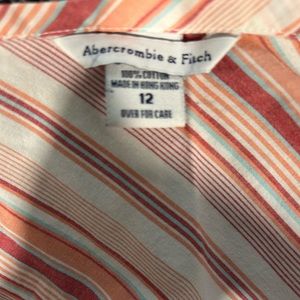 Abercrombie & Fitch
100% COTTON
MADE IN HONG KONG
12
OVER FOR CARE